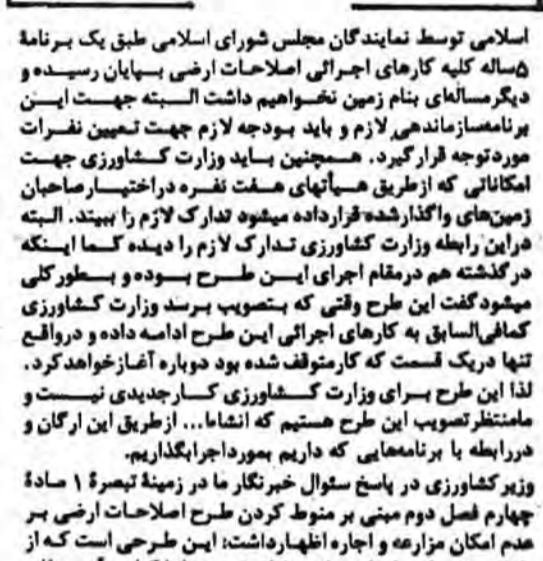 اسلامی توسط نمایندگان مجلس شورای اسلامی طبق یک برنامهٔ
۵ساله کلیه کارهای اجرائی اصلاحات ارضی بپایان رسیده و
دیگر مسأله‌ای بنام زمین نخواهیم داشت البته جهت این
برنامه‌سازماندهی لازم و باید بودجه لازم جهت تعیین نفرات
موردتوجه قرار گیرد. همچنین باید وزارت کشاورزی جهت
امکاناتی که ازطریق هیأتهای هفت نفره دراختیار صاحبان
زمین‌های واگذارشده قرارداده میشود تدارک لازم را ببیند. البته
دراین رابطه وزارت کشاورزی تدارک لازم را دیده کما اینکه
درگذشته هم درمقام اجرای این طرح بوده و بطورکلی
میشود گفت این طرح وقتی که بتصویب برسد وزارت کشاورزی
کمافی‌السابق به کارهای اجرائی این طرح ادامه داده و درواقع
تنها دریک قسمت که کارمتوقف شده بود دوباره آغازخواهدکرد.
لذا این طرح برای وزارت کشاورزی کارجدیدی نیست و
مامنتظرتصویب این طرح هستیم که انشاءا... ازطریق این ارگان و
دررابطه با برنامه‌هایی که داریم بمورداجرابگذاریم.
وزیر کشاورزی در پاسخ سئوال خبرنگار ما در زمینهٔ تبصرهٔ ۱ مادهٔ
چهارم فصل دوم مبنی بر منوط کردن طرح اصلاحات ارضی بر
عدم امکان مزارعه و اجاره اظهارداشت: این طرحی است که از